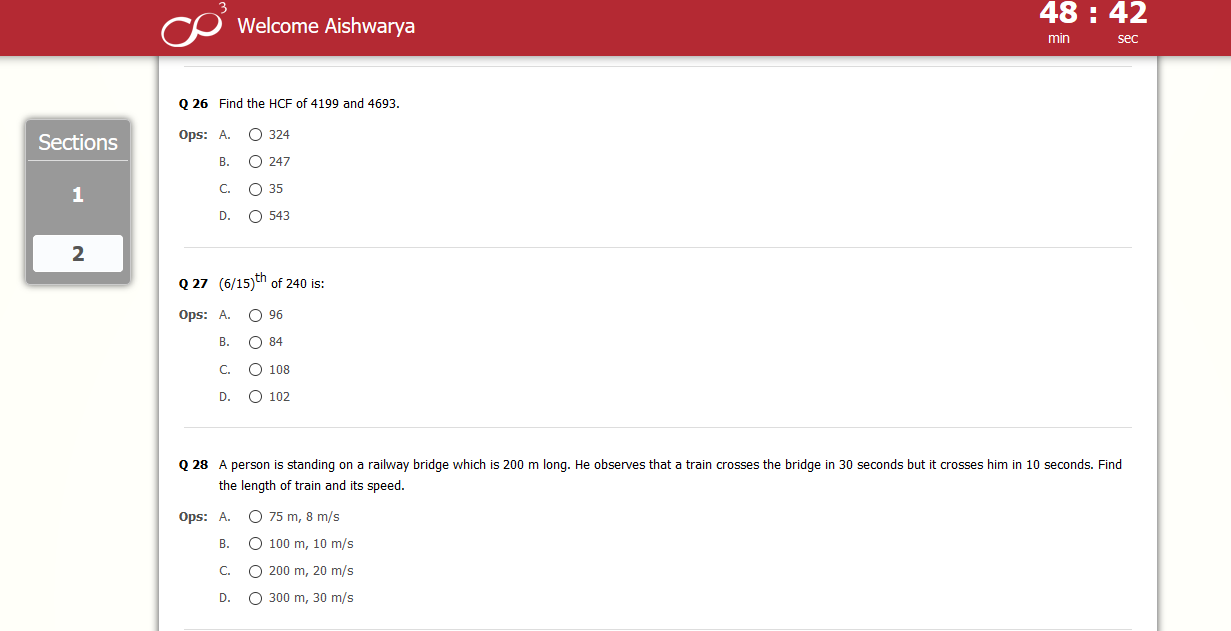 3
Welcome Aishwarya
48 : 42
min sec
Sections
1
2
Q 26 Find the HCF of 4199 and 4693.
Ops: A. 324
B. 247
C. 35
D. 543
Q 27 (6/15)th of 240 is:
Ops: A. 96
B. 84
C. 108
D. 102
Q 28 A person is standing on a railway bridge which is 200 m long. He observes that a train crosses the bridge in 30 seconds but it crosses him in 10 seconds. Find
the length of train and its speed.
Ops: A. 75 m, 8 m/s
B. 100 m, 10 m/s
C. 200 m, 20 m/s
D. 300 m, 30 m/s